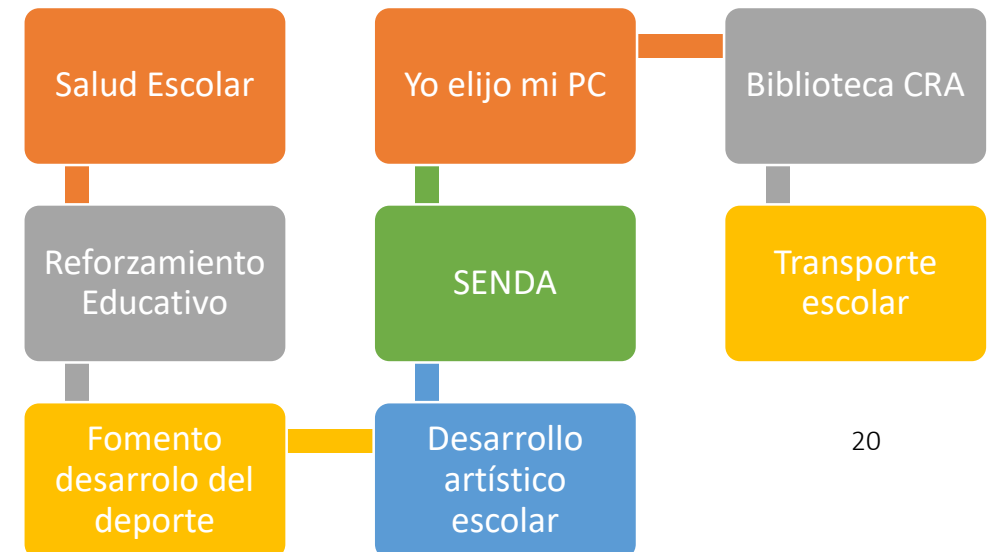 Salud Escolar
Reforzamiento
Educativo
Fomento
desarrolo del
deporte
Desarrollo
artístico
escolar
SENDA
Yo elijo mi PC
Biblioteca CRA
Transporte
escolar
20